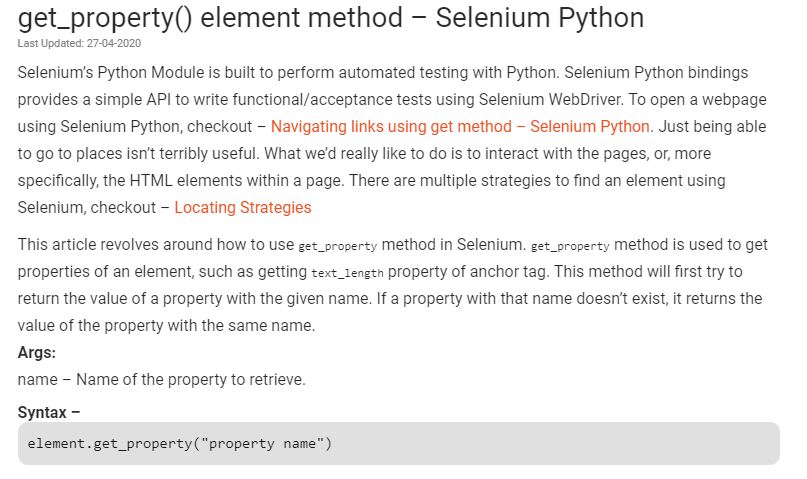 get_property() element method – Selenium Python
Last Updated: 27-04-2020
Selenium’s Python Module is built to perform automated testing with Python. Selenium Python bindings
provides a simple API to write functional/acceptance tests using Selenium WebDriver. To open a webpage
using Selenium Python, checkout – Navigating links using get method – Selenium Python. Just being able
to go to places isn’t terribly useful. What we’d really like to do is to interact with the pages, or, more
specifically, the HTML elements within a page. There are multiple strategies to find an element using
Selenium, checkout – Locating Strategies
This article revolves around how to use get_property method in Selenium. get_property method is used to get
properties of an element, such as getting text_length property of anchor tag. This method will first try to
return the value of a property with the given name. If a property with that name doesn’t exist, it returns the
value of the property with the same name.
Args:
name – Name of the property to retrieve.
Syntax –
element.get_property("property name")